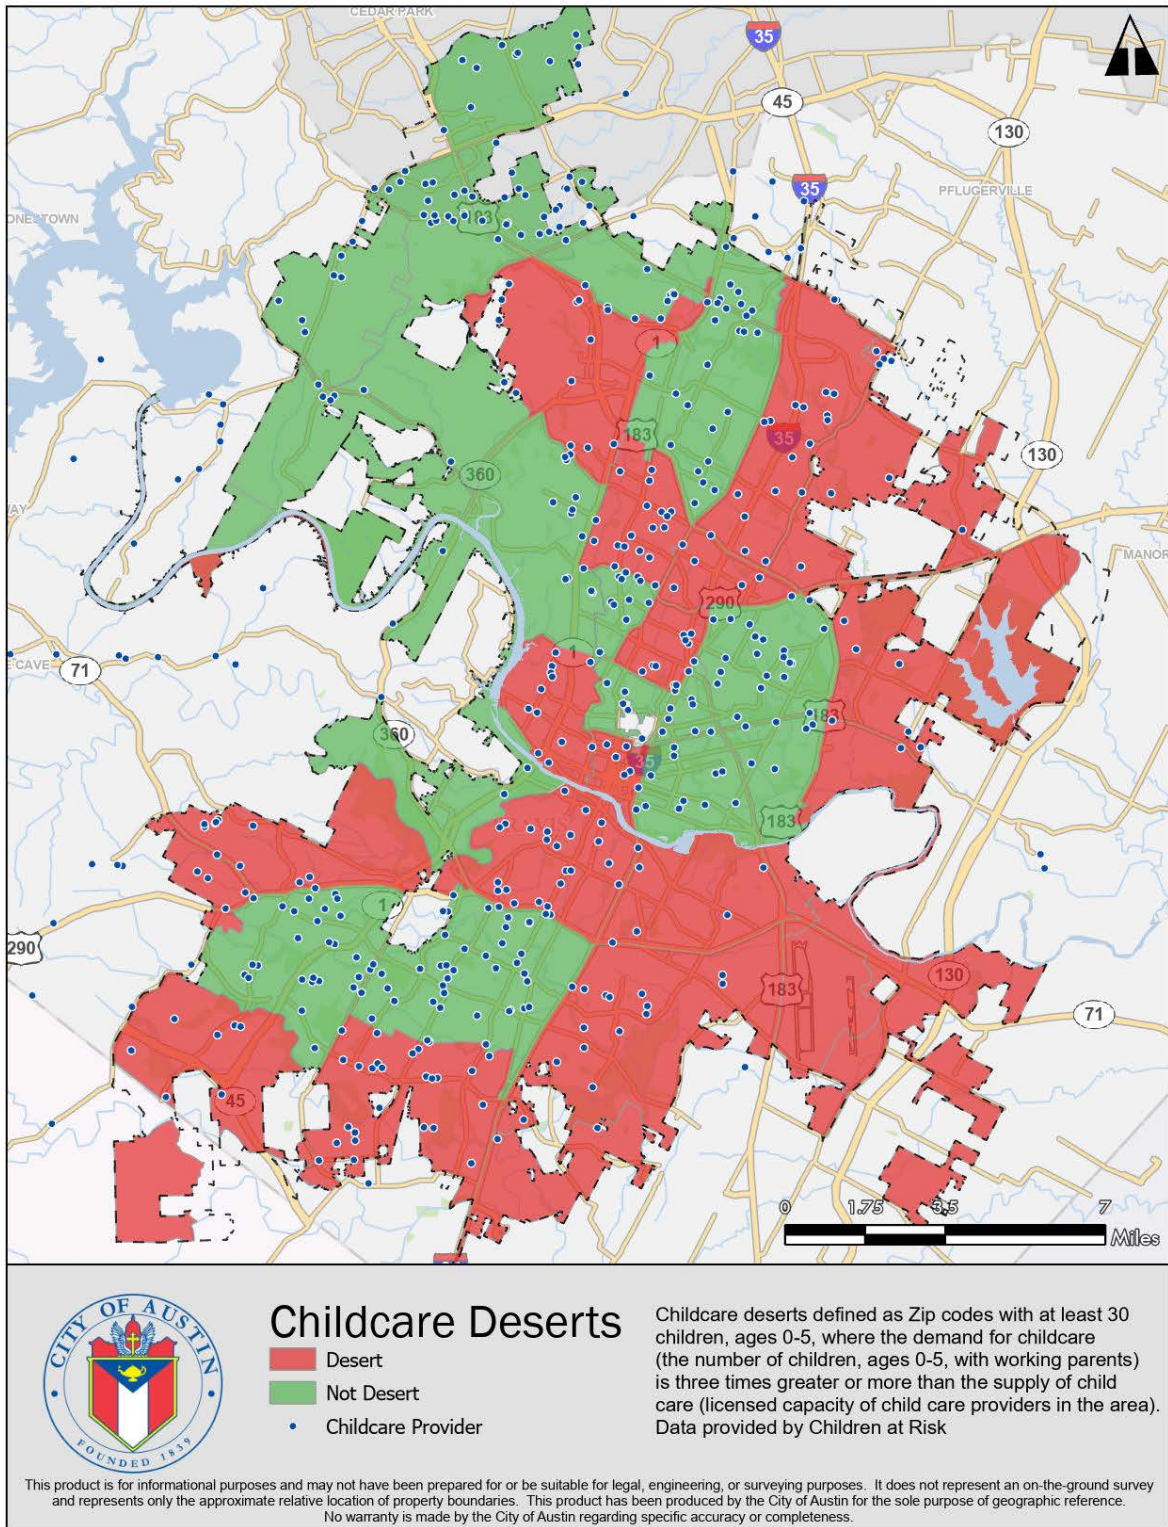 CEDAR PARK
35
45
130
35
PFLUGERVILLE
ONESTOWN
183
1
183
35
130
360
WAY
MANOR
290
1
E CAVE
71
183
360
35
183
1
290
183
130
71
45
0 1.75 3.5 7
Miles
CITY OF AUSTIN
FOUNDED 1839
Childcare Deserts
Desert
Not Desert
Childcare Provider
Childcare deserts defined as Zip codes with at least 30
children, ages 0-5, where the demand for childcare
(the number of children, ages 0-5, with working parents)
is three times greater or more than the supply of child
care (licensed capacity of child care providers in the area).
Data provided by Children at Risk
This product is for informational purposes and may not have been prepared for or be suitable for legal, engineering, or surveying purposes. It does not represent an on-the-ground survey
and represents only the approximate relative location of property boundaries. This product has been produced by the City of Austin for the sole purpose of geographic reference.
No warranty is made by the City of Austin regarding specific accuracy or completeness.